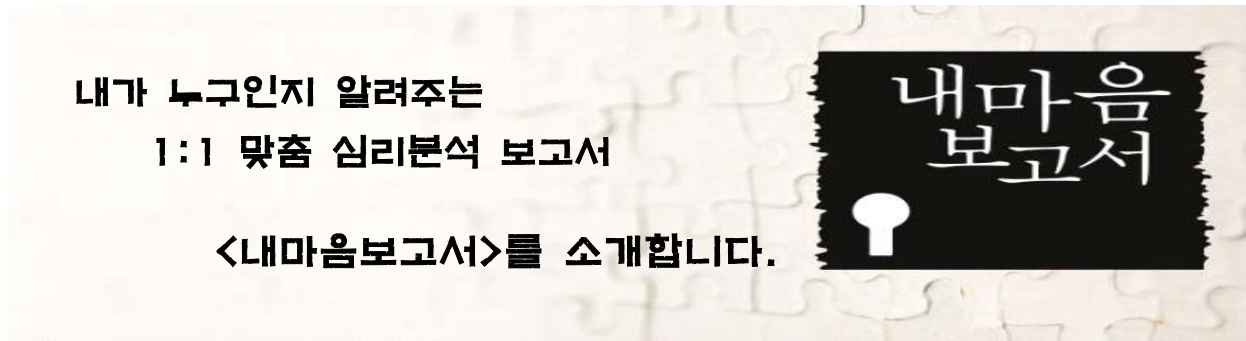 내가 누구인지 알려주는
1:1 맞춤 심리분석 보고서
<내마음보고서>를 소개합니다.
내마음
보고서